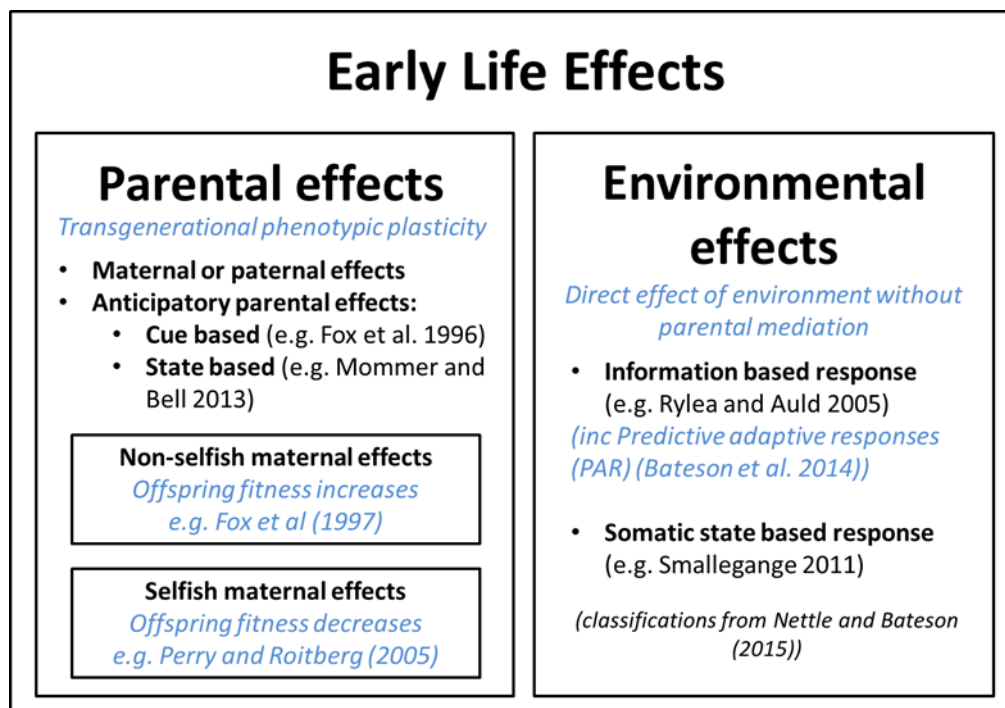 Early Life Effects
Parental effects
Transgenerational phenotypic plasticity
• Maternal or paternal effects
• Anticipatory parental effects:
• Cue based (e.g. Fox et al. 1996)
• State based (e.g. Mommer and
Bell 2013)
Non-selfish maternal effects
Offspring fitness increases
e.g. Fox et al (1997)
Selfish maternal effects
Offspring fitness decreases
e.g. Perry and Roitberg (2005)
Environmental
effects
Direct effect of environment without
parental mediation
• Information based response
(e.g. Rylea and Auld 2005)
(inc Predictive adaptive responses
(PAR) (Bateson et al. 2014))
• Somatic state based response
(e.g. Smallegange 2011)
(classifications from Nettle and Bateson
(2015))